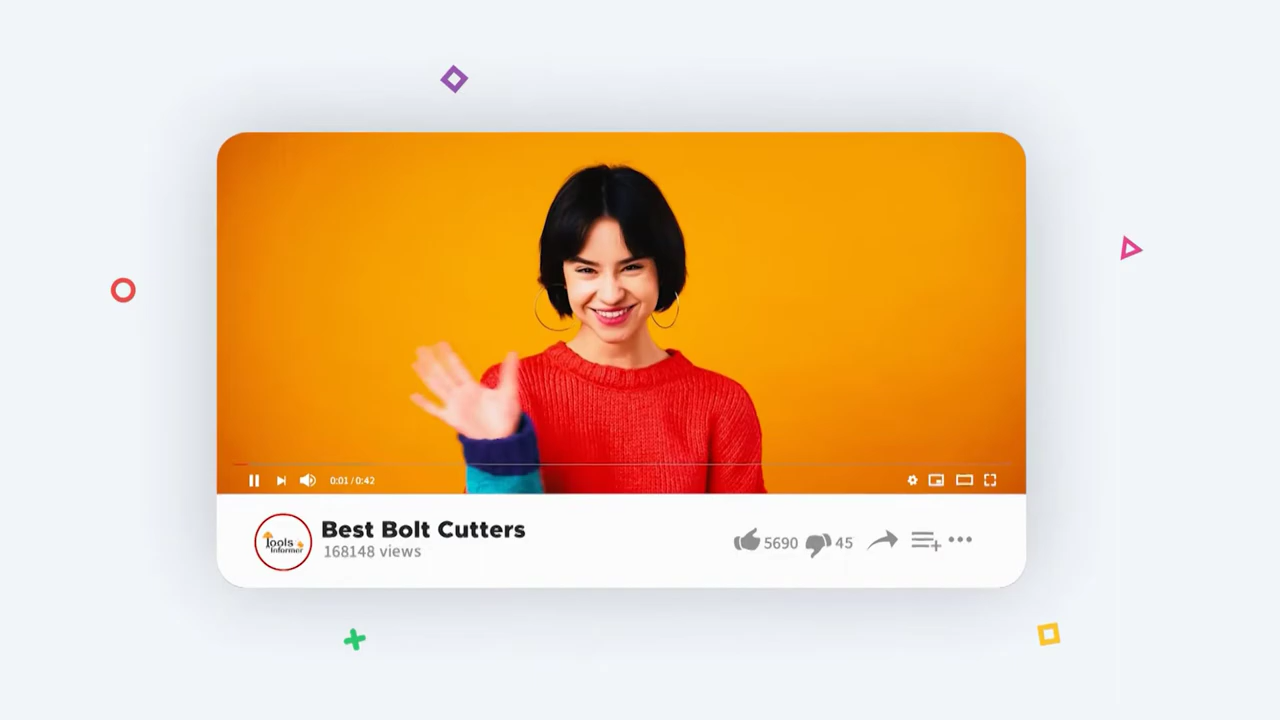 0:01 / 0:42
Tools
Informer
Best Bolt Cutters
168148 views
5690
45